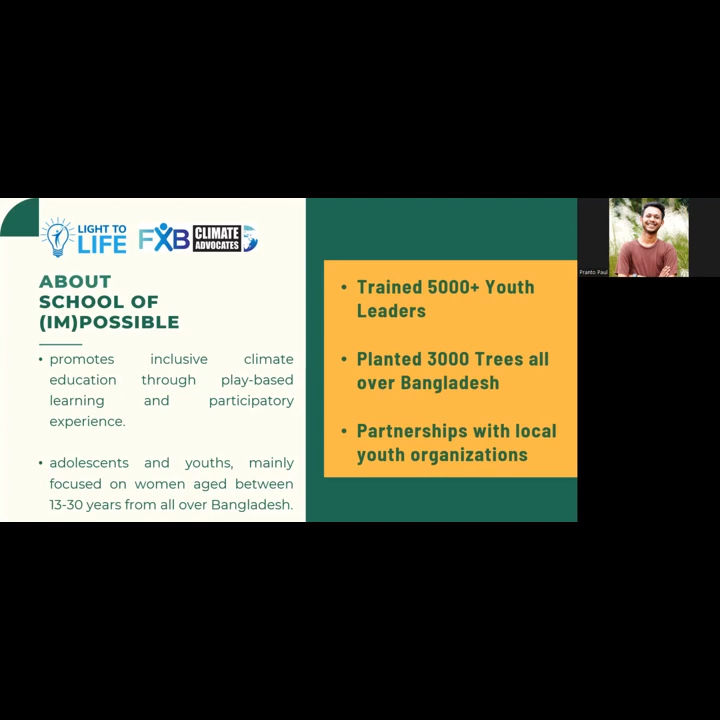 LIGHT TO
LIFE
FXB
CLIMATE
ADVOCATES
ABOUT
SCHOOL OF
(IM)POSSIBLE
• promotes inclusive climate
education through play-based
learning and participatory
experience.
• adolescents and youths, mainly
focused on women aged between
13-30 years from all over Bangladesh.
• Trained 5000+ Youth
Leaders
• Planted 3000 Trees all
over Bangladesh
• Partnerships with local
youth organizations
Pranto Paul